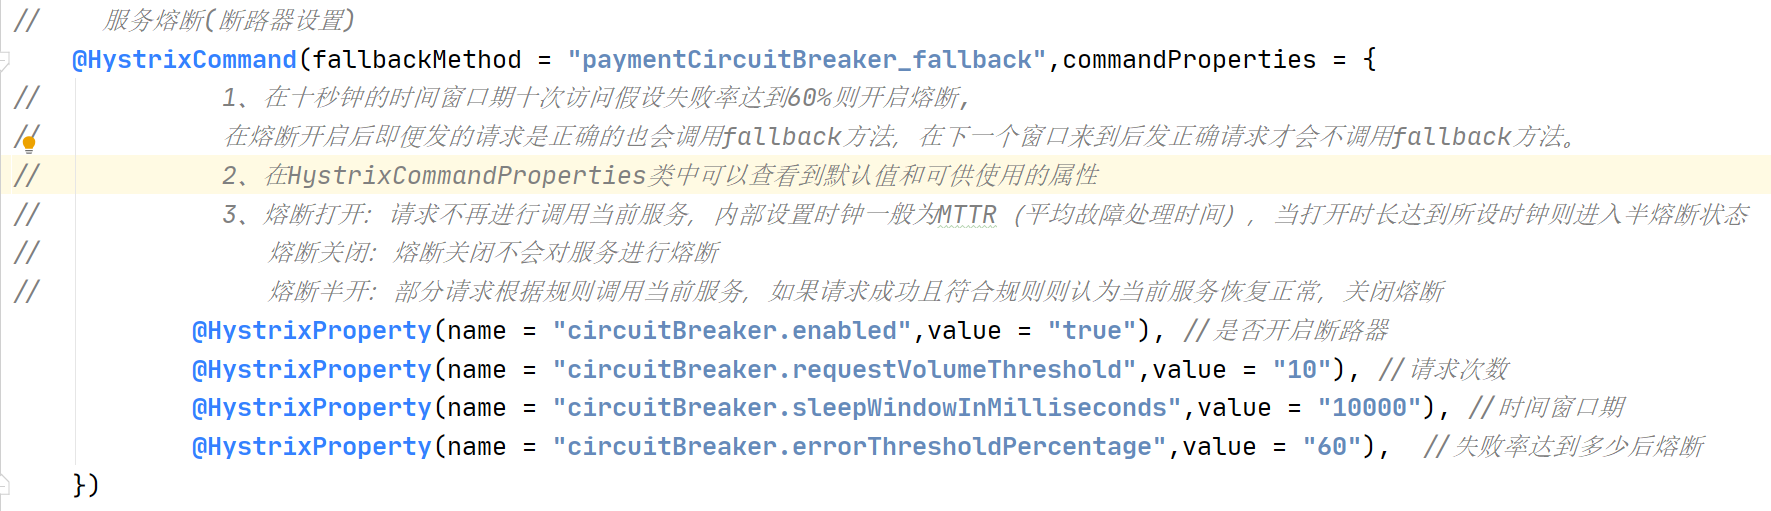 //    服务熔断(断路器设置)
@HystrixCommand(fallbackMethod = "paymentCircuitBreaker_fallback",commandProperties = {
//    1、在十秒钟的时间窗口期十次访问假设失败率达到60%则开启熔断,
//    在熔断开启后即便发的请求是正确的也会调用fallback方法, 在下一个窗口来到后发正确请求才会不调用fallback方法。
//    2、在HystrixCommandProperties类中可以查看到默认值和可供使用的属性
//    3、熔断打开: 请求不再进行调用当前服务, 内部设置时钟一般为MTTR (平均故障处理时间) , 当打开时长达到所设时钟则进入半熔断状态
//    熔断关闭: 熔断关闭不会对服务进行熔断
//    熔断半开: 部分请求根据规则调用当前服务, 如果请求成功且符合规则则认为当前服务恢复正常, 关闭熔断
@HystrixProperty(name = "circuitBreaker.enabled",value = "true"), //是否开启断路器
@HystrixProperty(name = "circuitBreaker.requestVolumeThreshold",value = "10"), //请求次数
@HystrixProperty(name = "circuitBreaker.sleepWindowInMilliseconds",value = "10000"), //时间窗口期
@HystrixProperty(name = "circuitBreaker.errorThresholdPercentage",value = "60"),  //失败率达到多少后熔断
})